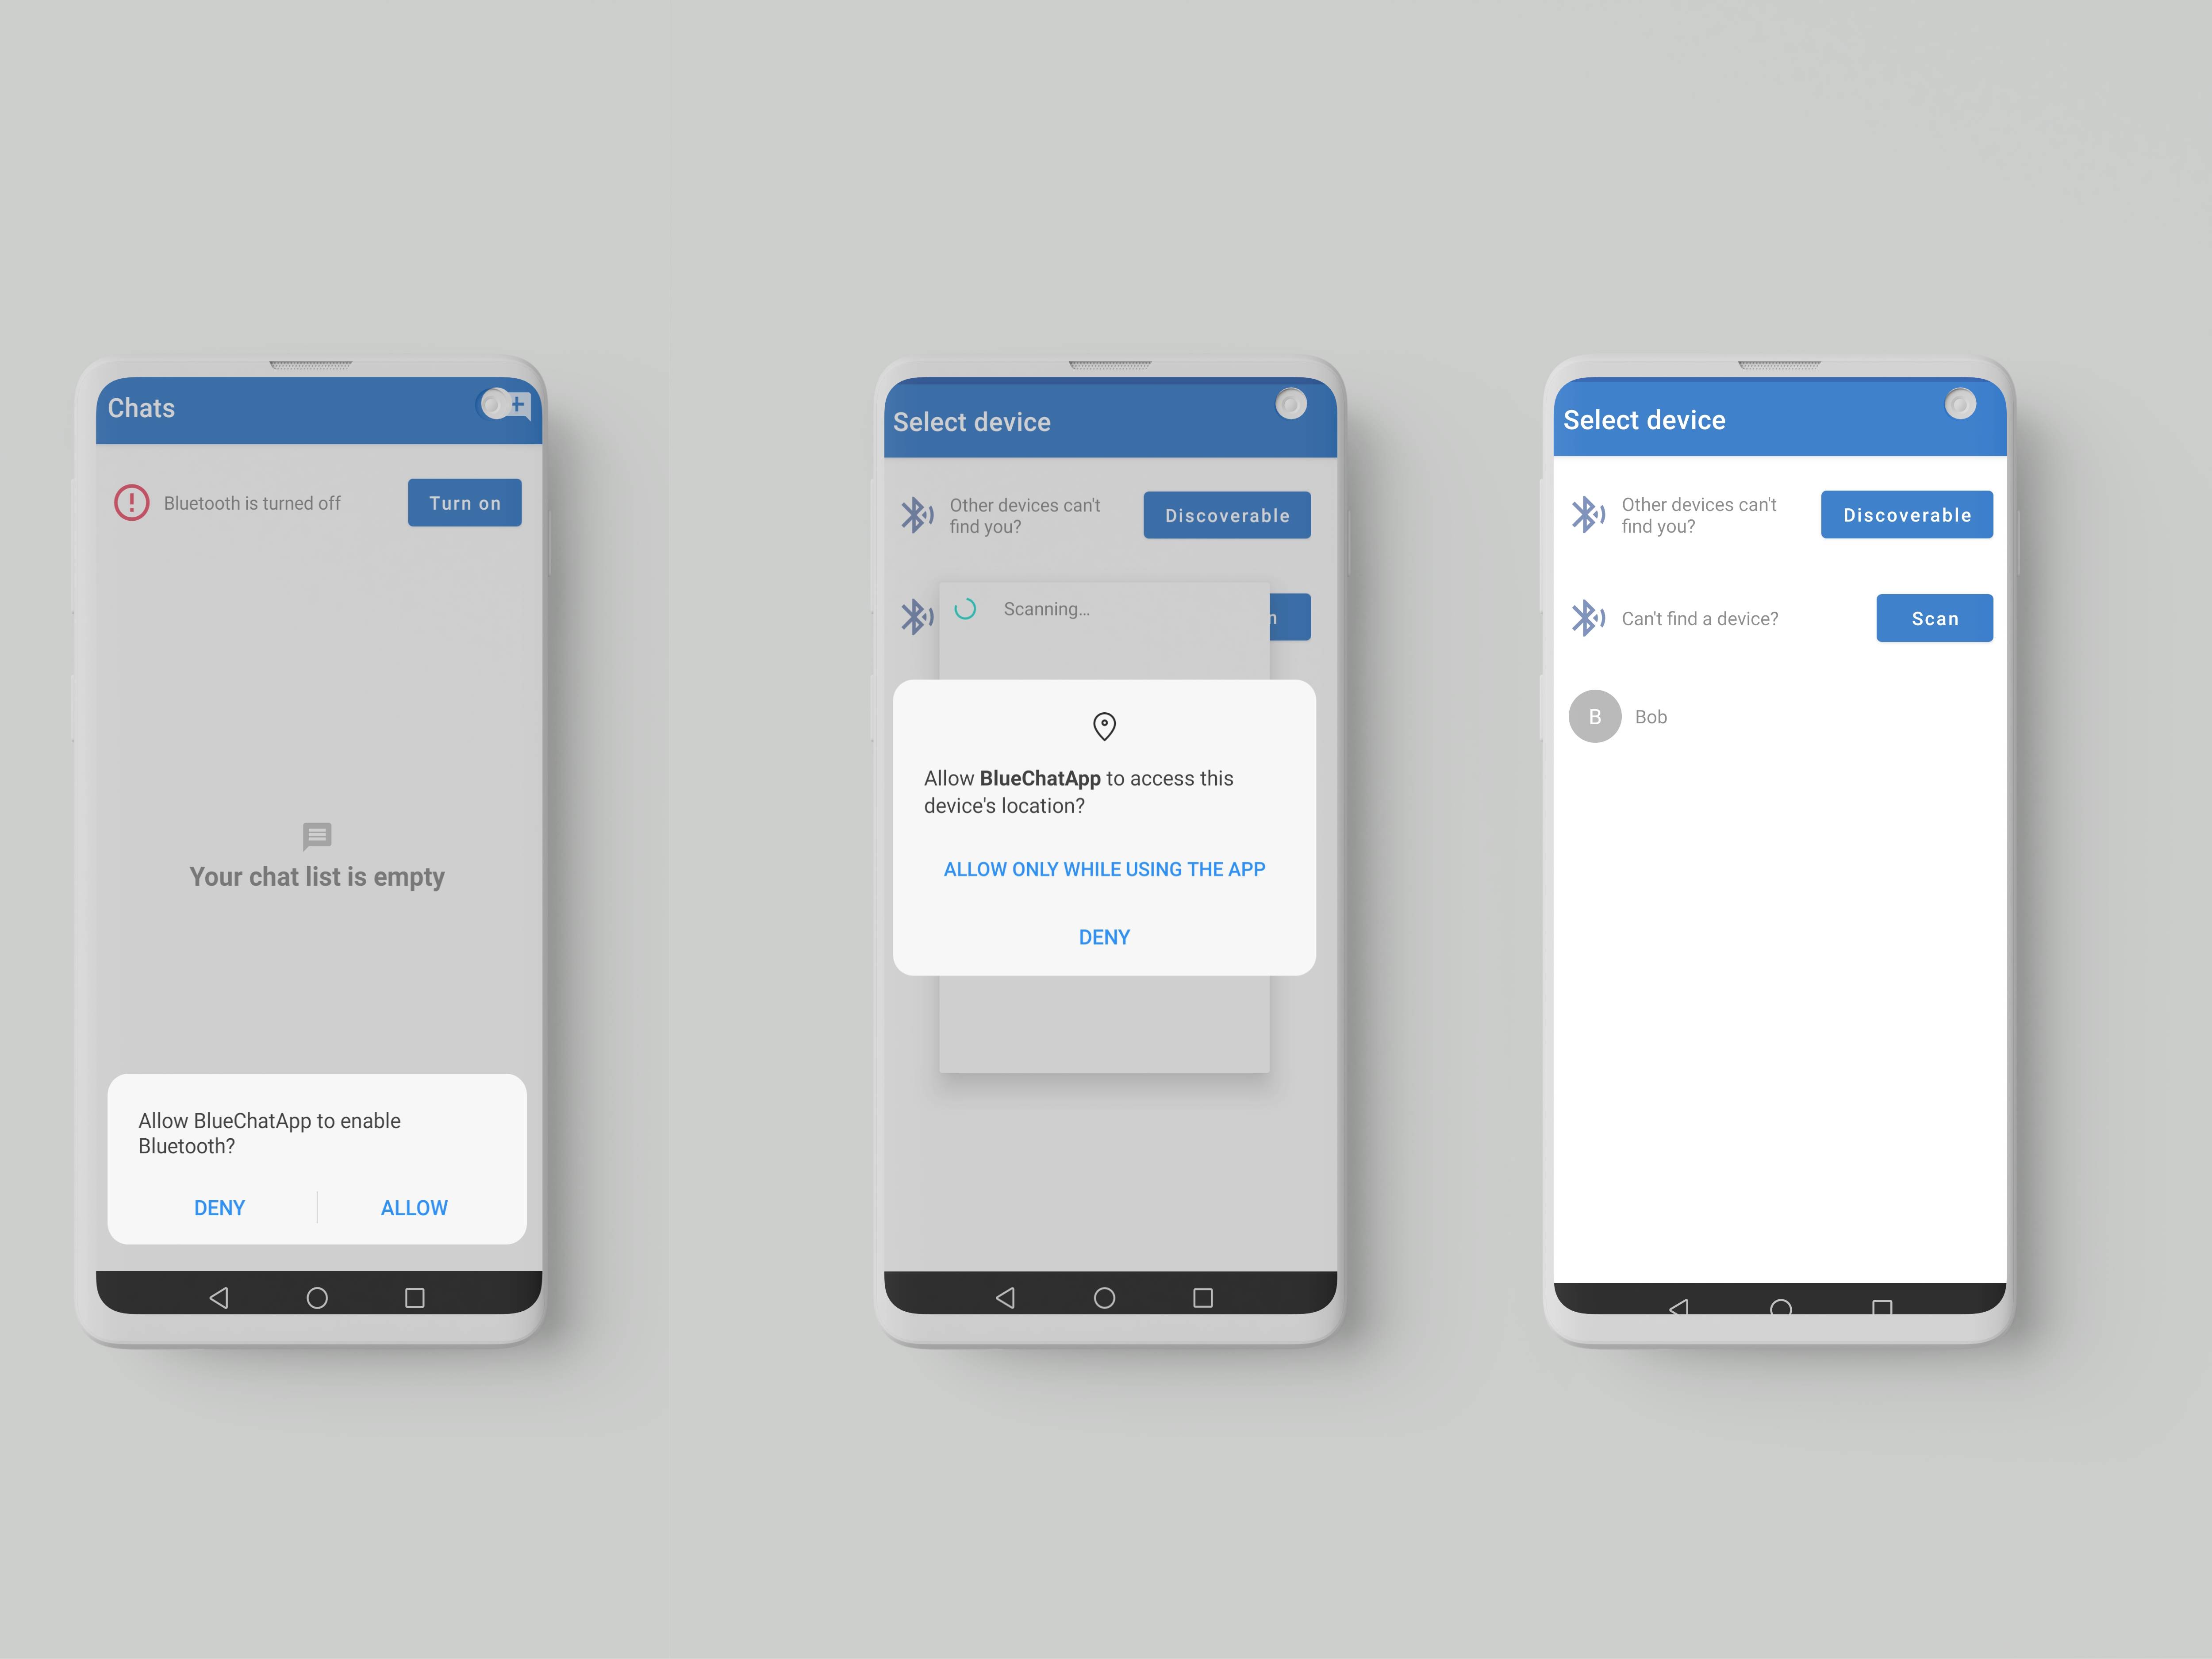 Chats
Bluetooth is turned off
Turn on
Your chat list is empty
Allow BlueChatApp to enable
Bluetooth?
DENY
ALLOW
Select device
Other devices can't
find you?
Discoverable
Scanning...
n
Allow BlueChatApp to access this
device's location?
ALLOW ONLY WHILE USING THE APP
DENY
Select device
Other devices can't
find you?
Discoverable
Can't find a device?
Scan
B
Bob